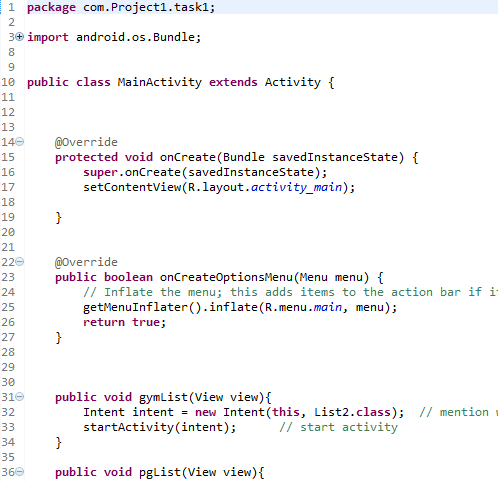 1 package com.Project1.task1;
2
3 import android.os.Bundle;
8
9
10 public class MainActivity extends Activity {
11
12
13
14 @Override
15 protected void onCreate(Bundle savedInstanceState) {
16 super.onCreate(savedInstanceState);
17 setContentView(R.layout.activity_main);
18
19 }
20
21
22 @Override
23 public boolean onCreateOptionsMenu(Menu menu) {
24 // Inflate the menu; this adds items to the action bar if
25 getMenuInflater().inflate(R.menu.main, menu);
26 return true;
27 }
28
29
30
31 public void gymList(View view){
32 Intent intent = new Intent(this, List2.class); // mention
33 startActivity(intent); // start activity
34 }
35
36 public void pgList(View view){